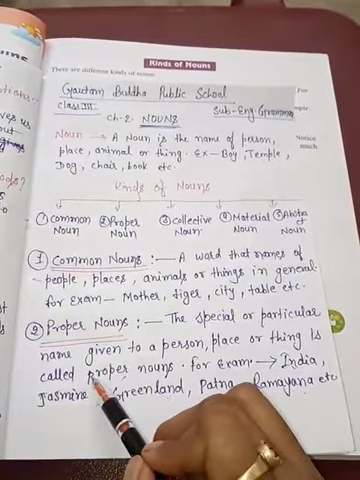 Kinds of Nouns
There are different kinds of nouns
Gautam Buddha Public School
Class III
Sub-Eng. Grammar
Ch-2. NOUNS
Noun → A Noun is the name of person,
place, animal or thing. Ex- Boy, Temple,
Dog, chair, book etc.
Kinds of Nouns
① Common Noun
② Proper Noun
③ Collective Noun
④ Material Noun
⑤ Abstract Noun
① Common Nouns :— A word that names of
people, places, animals or things in general.
for Exam— Mother, tiger, city, table etc.
② Proper Nouns :— The special or particular
name given to a person, place or thing is
called proper nouns. for Exam. → India,
Jasmine, Greenland, Patna, Ramayana etc
Notice
much